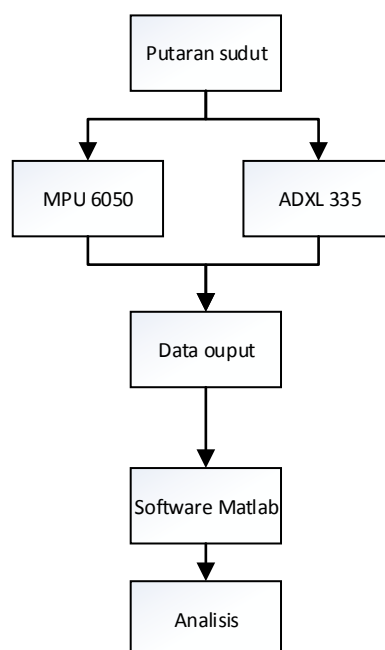 Putaran sudut
MPU 6050
ADXL 335
Data ouput
Software Matlab
Analisis